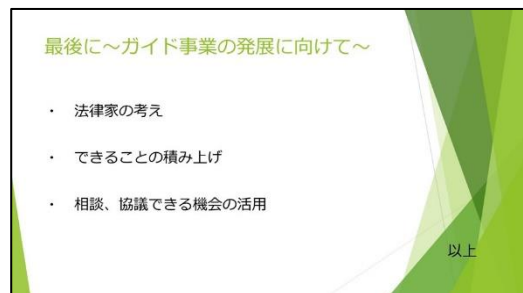 最後に～ガイド事業の発展に向けて～
・ 法律家の考え
・ できることの積み上げ
・ 相談、協議できる機会の活用
以上